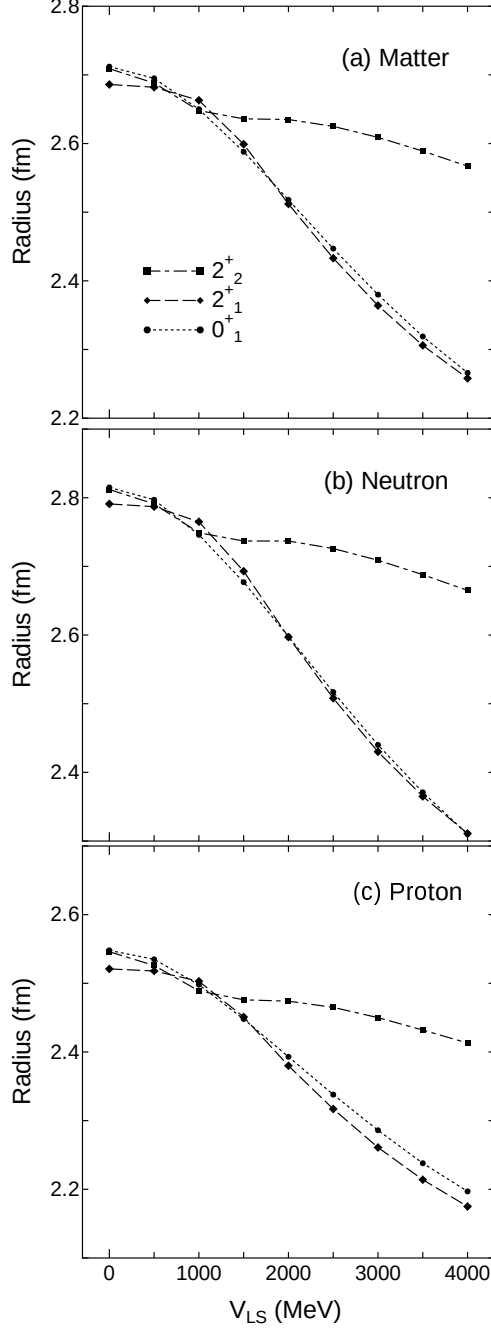 2.8
(a) Matter
2.6
Radius (fm)
2.4
2⁺₂
2⁺₁
0⁺₁
2.2
(b) Neutron
2.8
Radius (fm)
2.6
2.4
(c) Proton
2.6
Radius (fm)
2.4
2.2
0 1000 2000 3000 4000
V_LS (MeV)